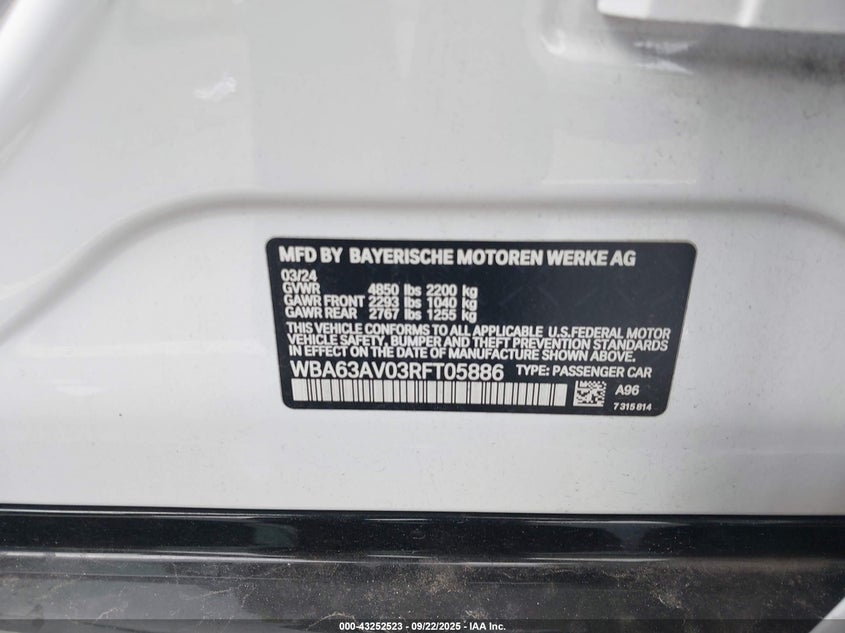 MFD BY BAYERISCHE MOTOREN WERKE AG
03/24
GVWR 4850 lbs 2200 kg
GAWR FRONT 2293 lbs 1040 kg
GAWR REAR 2767 lbs 1255 kg
THIS VEHICLE CONFORMS TO ALL APPLICABLE U.S.FEDERAL MOTOR
VEHICLE SAFETY, BUMPER AND THEFT PREVENTION STANDARDS
IN EFFECT ON THE DATE OF MANUFACTURE SHOWN ABOVE.
WBA63AV03RFT05886 TYPE: PASSENGER CAR
A96
7 315 814
000-43252523 09/22/2025 - IAA Inc.